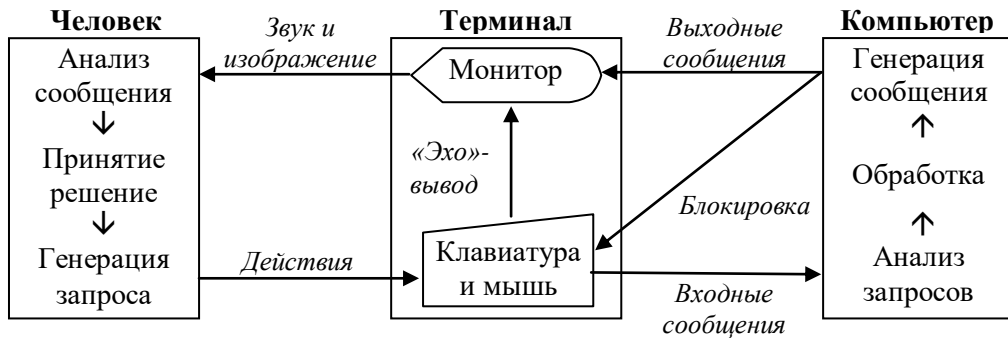 Человек
Терминал
Компьютер
Анализ
сообщения
↓
Принятие
решение
↓
Генерация
запроса
Звук и
изображение
Действия
Монитор
«Эхо»-
вывод
Клавиатура
и мышь
Выходные
сообщения
Блокировка
Входные
сообщения
Генерация
сообщения
↑
Обработка
↑
Анализ
запросов